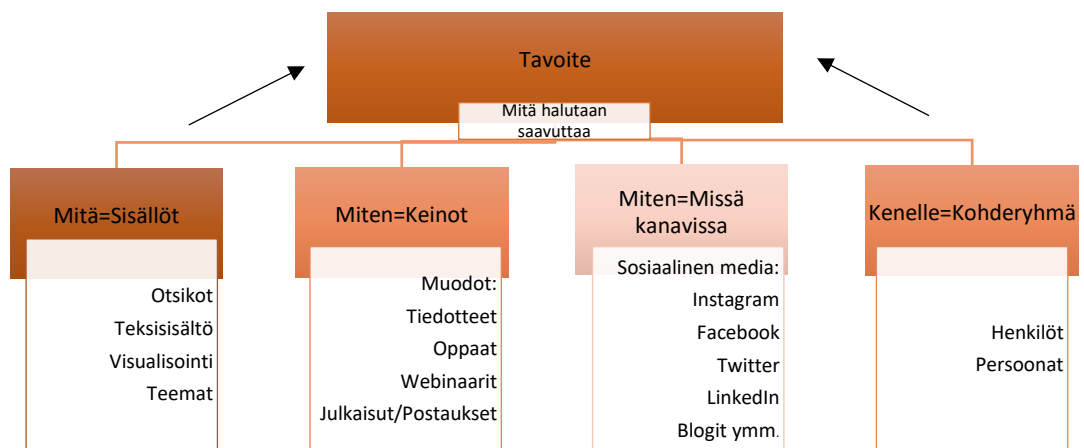 Tavoite
Mitä halutaan
saavuttaa
Mitä=Sisällöt
Otsikot
Teksisisältö
Visualisointi
Teemat
Miten=Keinot
Muodot:
Tiedotteet
Oppaat
Webinaarit
Julkaisut/Postaukset
Miten=Missä
kanavissa
Sosiaalinen media:
Instagram
Facebook
Twitter
LinkedIn
Blogit ymm.
Kenelle=Kohderyhmä
Henkilöt
Persoonat